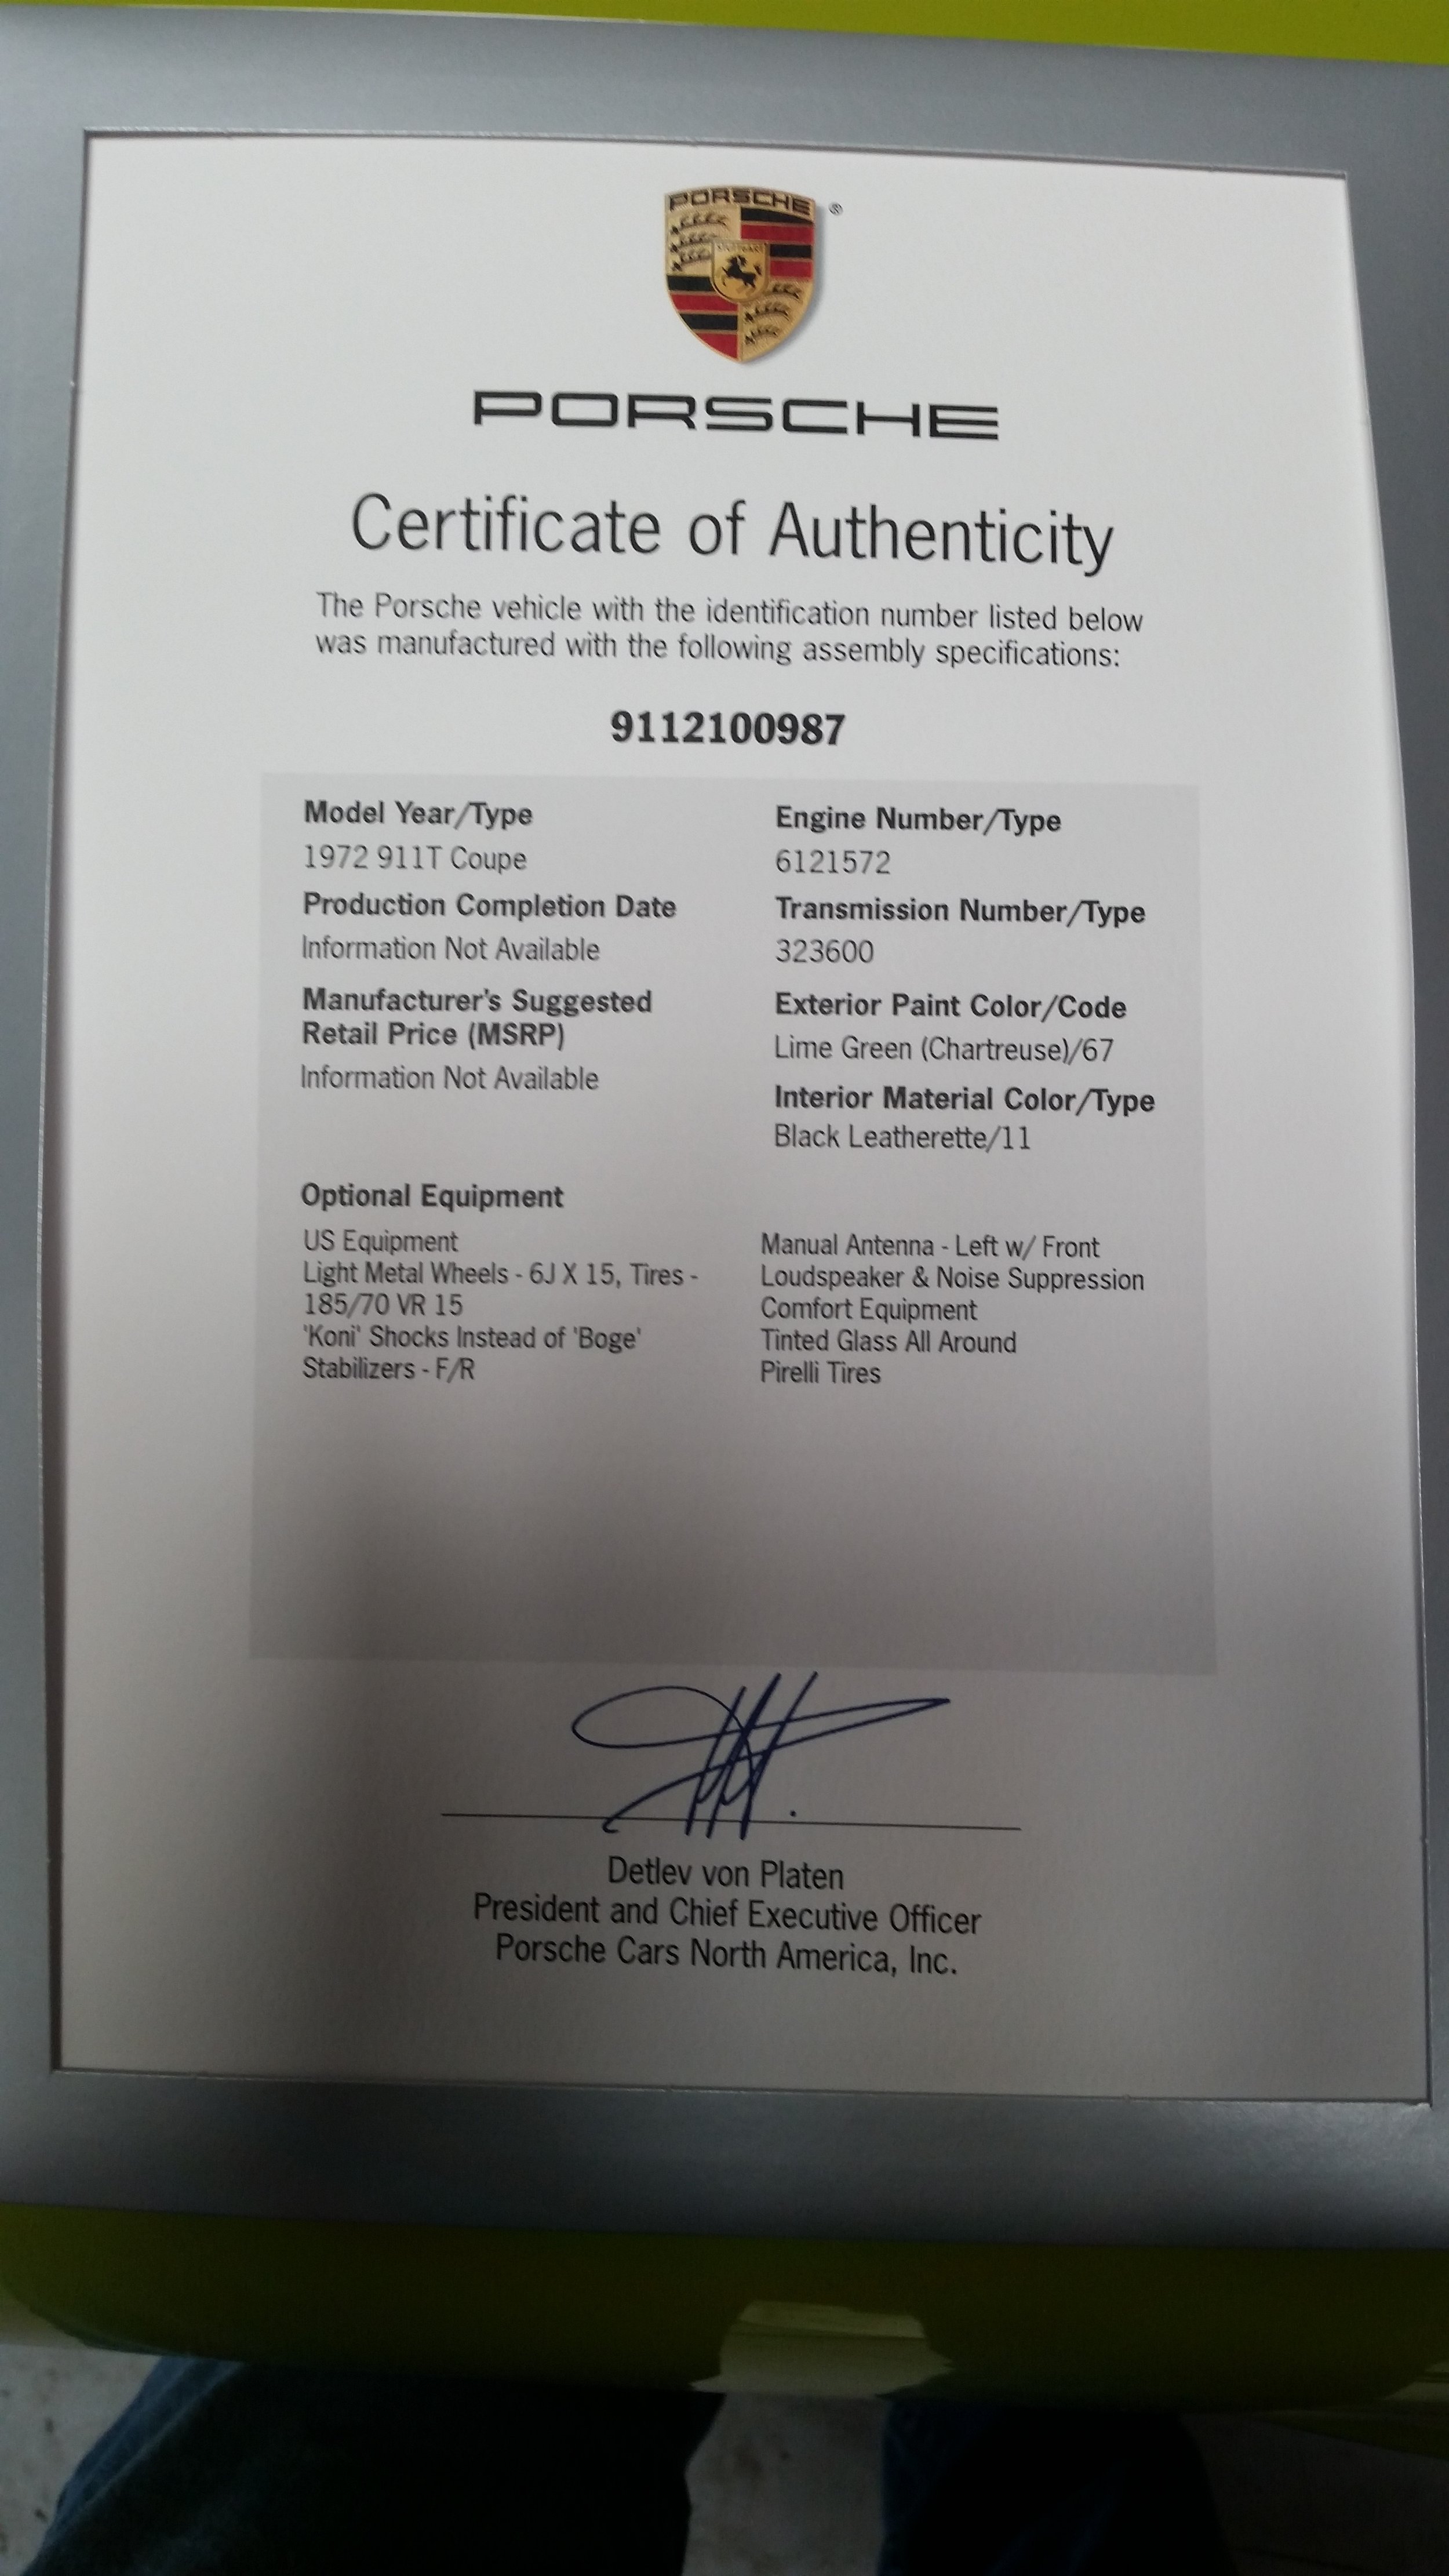 PORSCHE
®
PORSCHE
Certificate of Authenticity
The Porsche vehicle with the identification number listed below
was manufactured with the following assembly specifications:
9112100987
Model Year/Type
1972 911T Coupe
Production Completion Date
Information Not Available
Manufacturer's Suggested
Retail Price (MSRP)
Information Not Available
Engine Number/Type
6121572
Transmission Number/Type
323600
Exterior Paint Color/Code
Lime Green (Chartreuse)/67
Interior Material Color/Type
Black Leatherette/11
Optional Equipment
US Equipment
Light Metal Wheels - 6J X 15, Tires -
185/70 VR 15
'Koni' Shocks Instead of 'Boge'
Stabilizers - F/R
Manual Antenna - Left w/ Front
Loudspeaker & Noise Suppression
Comfort Equipment
Tinted Glass All Around
Pirelli Tires
Detlev von Platen
President and Chief Executive Officer
Porsche Cars North America, Inc.